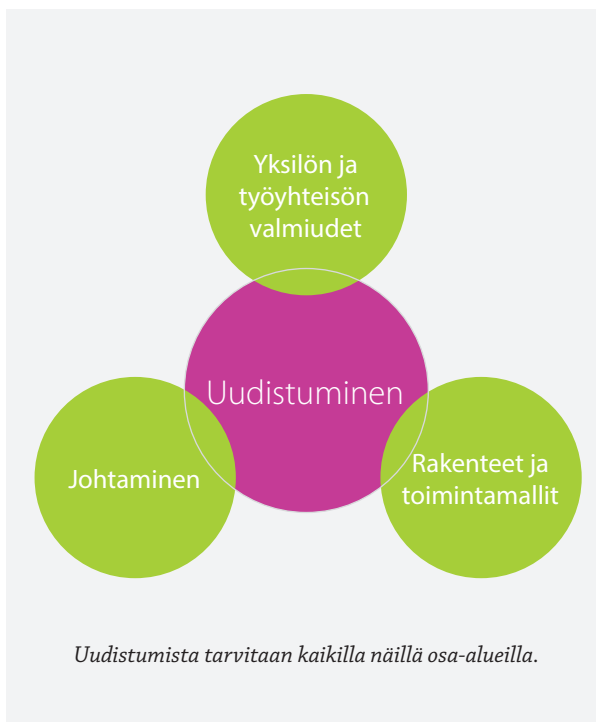 Yksilön ja
työyhteisön
valmiudet
Uudistuminen
Johtaminen
Rakenteet ja
toimintamallit
Uudistumista tarvitaan kaikilla näillä osa-alueilla.